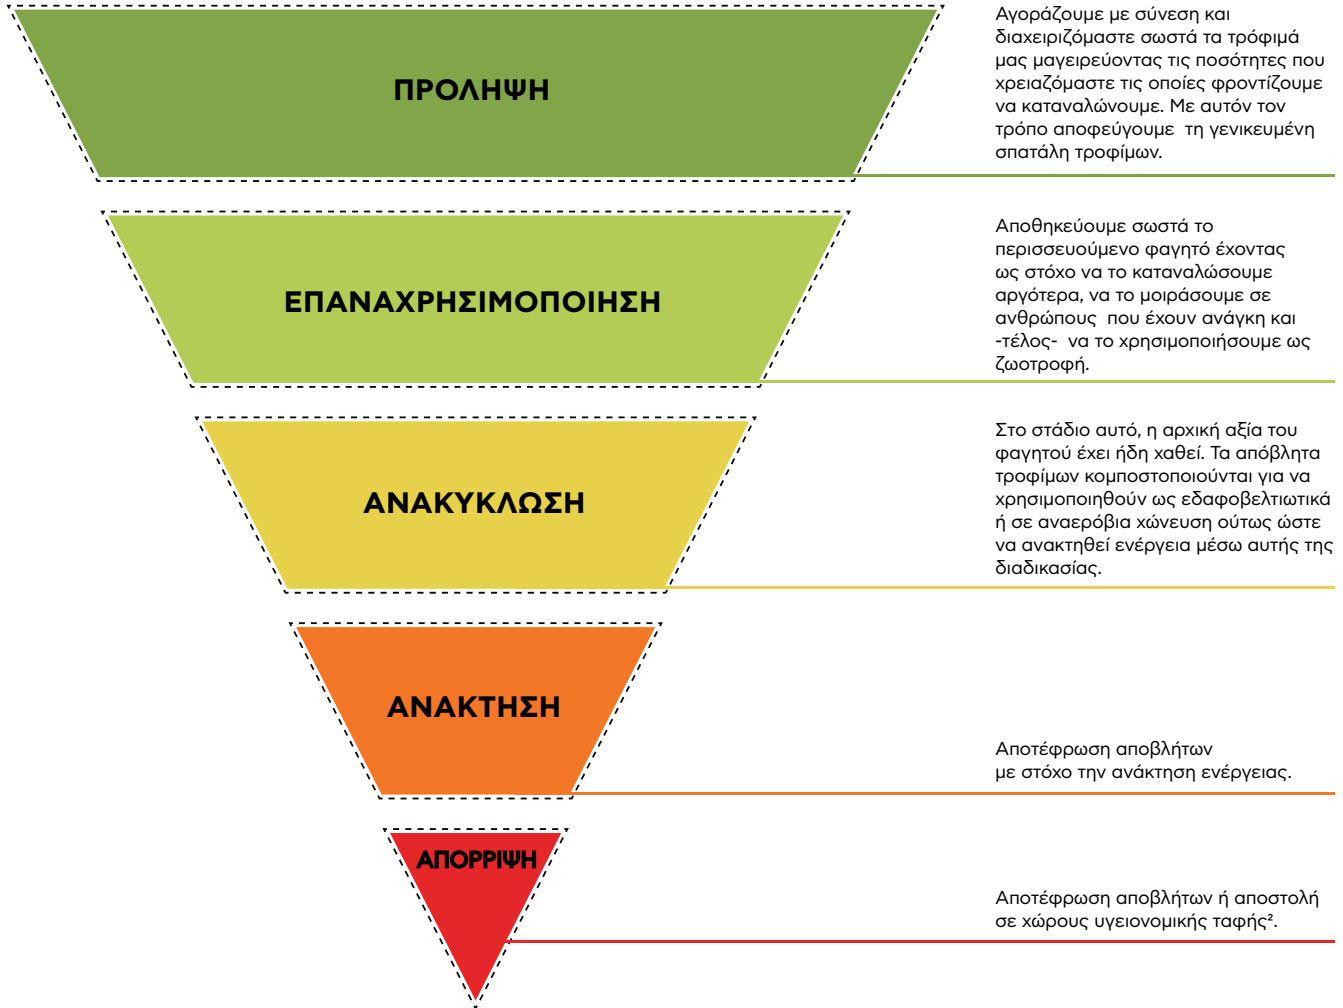 ΠΡΟΛΗΨΗ
Αγοράζουμε με σύνεση και
διαχειριζόμαστε σωστά τα τρόφιμά
μας μαγειρεύοντας τις ποσότητες που
χρειαζόμαστε τις οποίες φροντίζουμε
να καταναλώνουμε. Με αυτόν τον
τρόπο αποφεύγουμε τη γενικευμένη
σπατάλη τροφίμων.
ΕΠΑΝΑΧΡΗΣΙΜΟΠΟΙΗΣΗ
Αποθηκεύουμε σωστά το
περισσευούμενο φαγητό έχοντας
ως στόχο να το καταναλώσουμε
αργότερα, να το μοιράσουμε σε
ανθρώπους που έχουν ανάγκη και
-τέλος- να το χρησιμοποιήσουμε ως
ζωοτροφή.
ΑΝΑΚΥΚΛΩΣΗ
Στο στάδιο αυτό, η αρχική αξία του
φαγητού έχει ήδη χαθεί. Τα απόβλητα
τροφίμων κομποστοποιούνται για να
χρησιμοποιηθούν ως εδαφοβελτιωτικά
ή σε αναερόβια χώνευση ούτως ώστε
να ανακτηθεί ενέργεια μέσω αυτής της
διαδικασίας.
ΑΝΑΚΤΗΣΗ
Αποτέφρωση αποβλήτων
με στόχο την ανάκτηση ενέργειας.
ΑΠΟΡΡΙΨΗ
Αποτέφρωση αποβλήτων ή αποστολή
σε χώρους υγειονομικής ταφής².